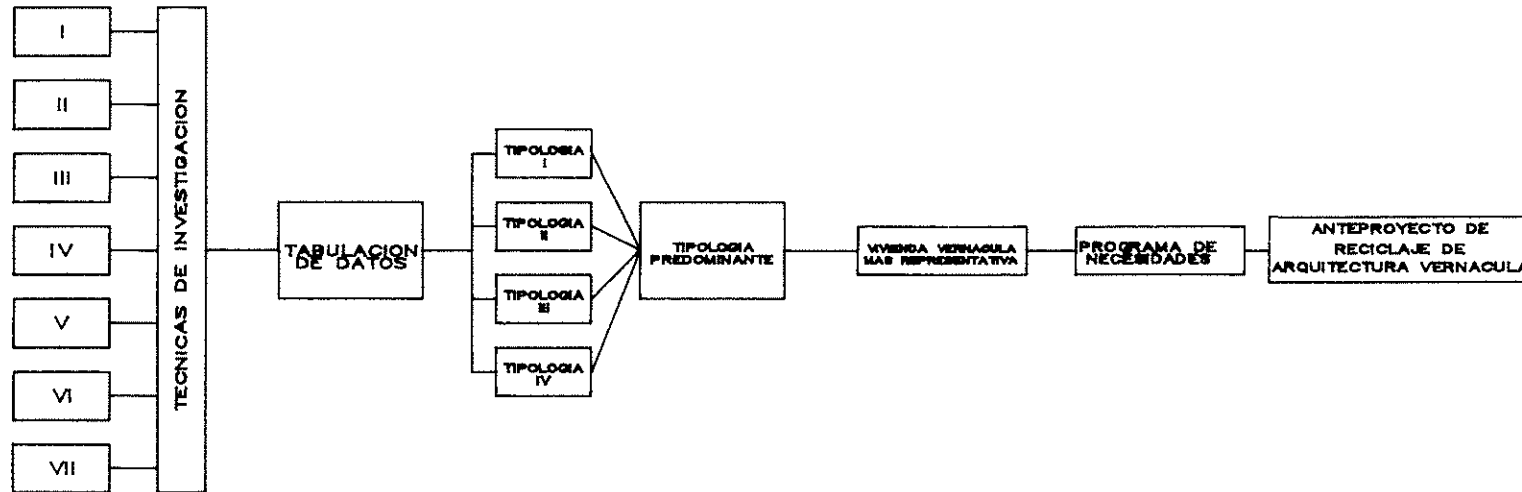 I
II
III
IV
V
VI
VII
TECNICAS DE INVESTIGACION
TABULACION
DE DATOS
TIPOLOGIA
I
TIPOLOGIA
II
TIPOLOGIA
III
TIPOLOGIA
IV
TIPOLOGIA
PREDOMINANTE
VIVIENDA VERNACULA
MAS REPRESENTATIVA
PROGRAMA DE
NECESIDADES
ANTEPROYECTO DE
RECICLAJE DE
ARQUITECTURA VERNACULA